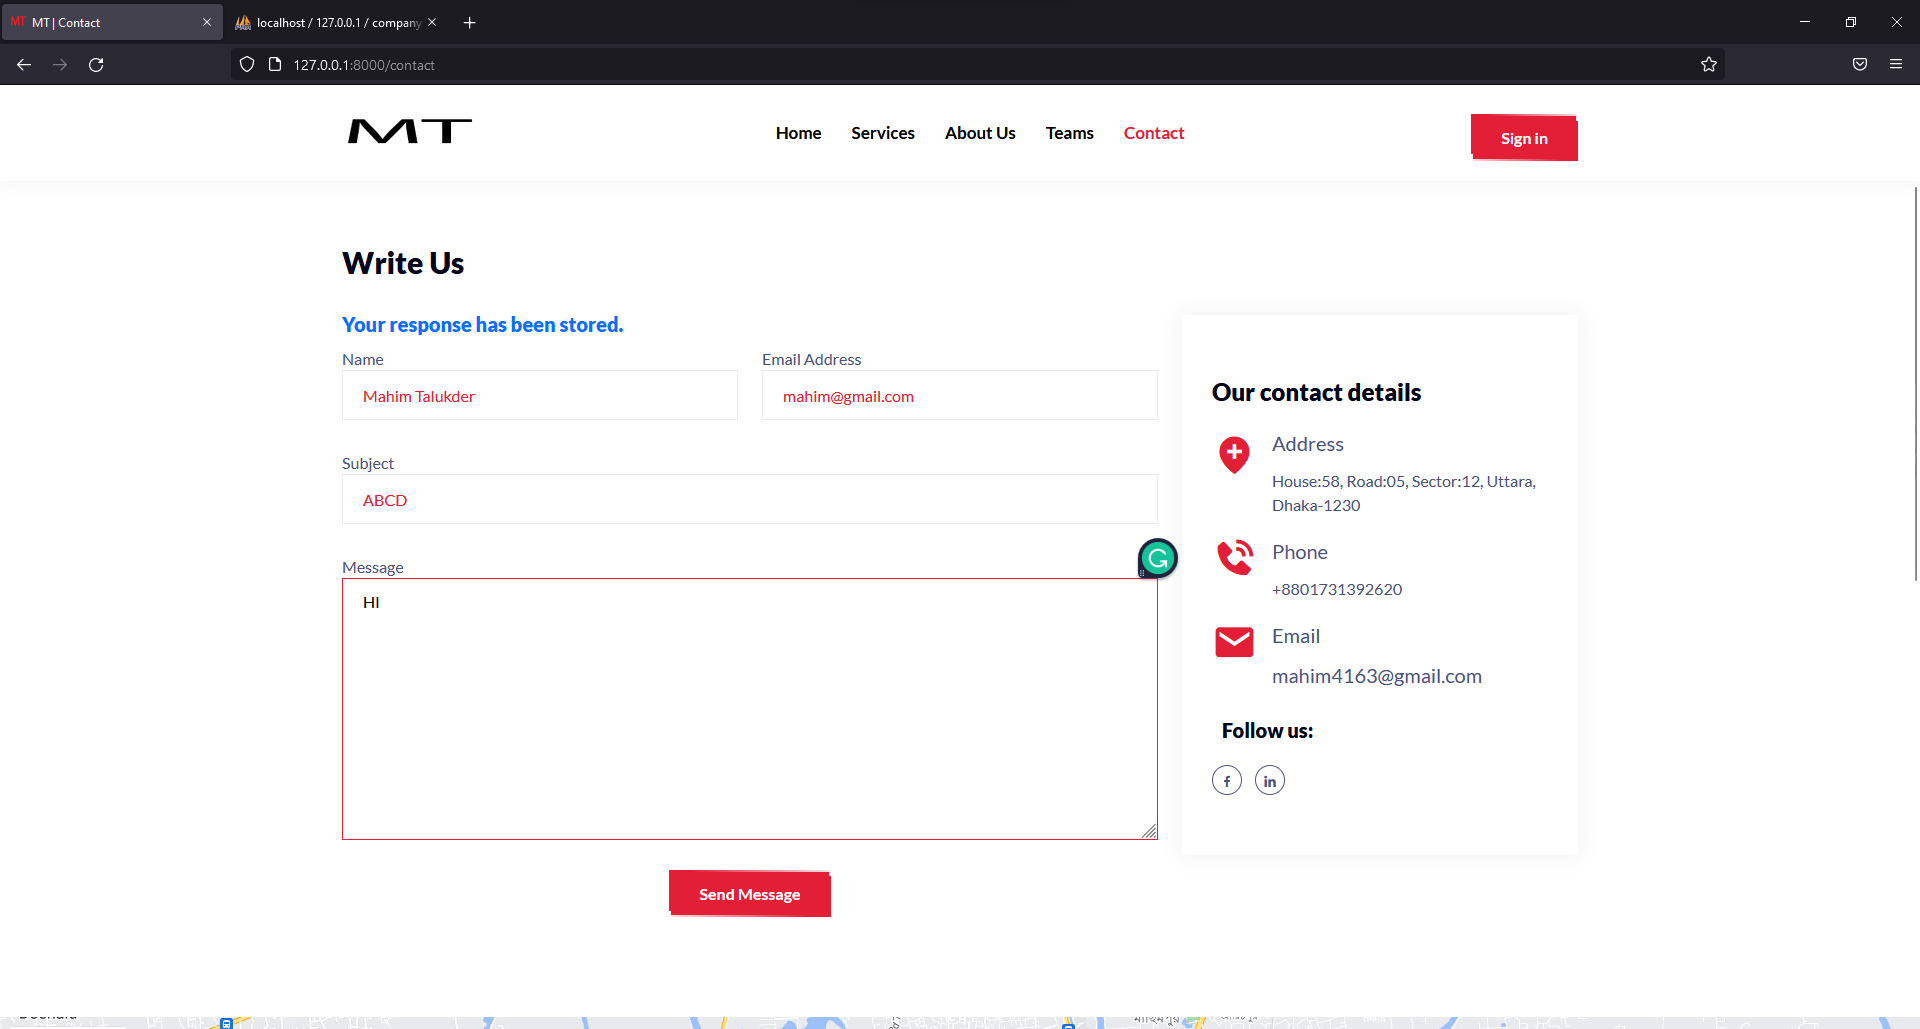 MT MT | Contact
localhost / 127.0.0.1 / company
127.0.0.1:8000/contact
MT
Home Services About Us Teams Contact
Sign in
Write Us
Your response has been stored.
Name Email Address
Mahim Talukder mahim@gmail.com
Subject
ABCD
Message
HI
Send Message
Our contact details
Address
House:58, Road:05, Sector:12, Uttara,
Dhaka-1230
Phone
+8801731392620
Email
mahim4163@gmail.com
Follow us:
f in